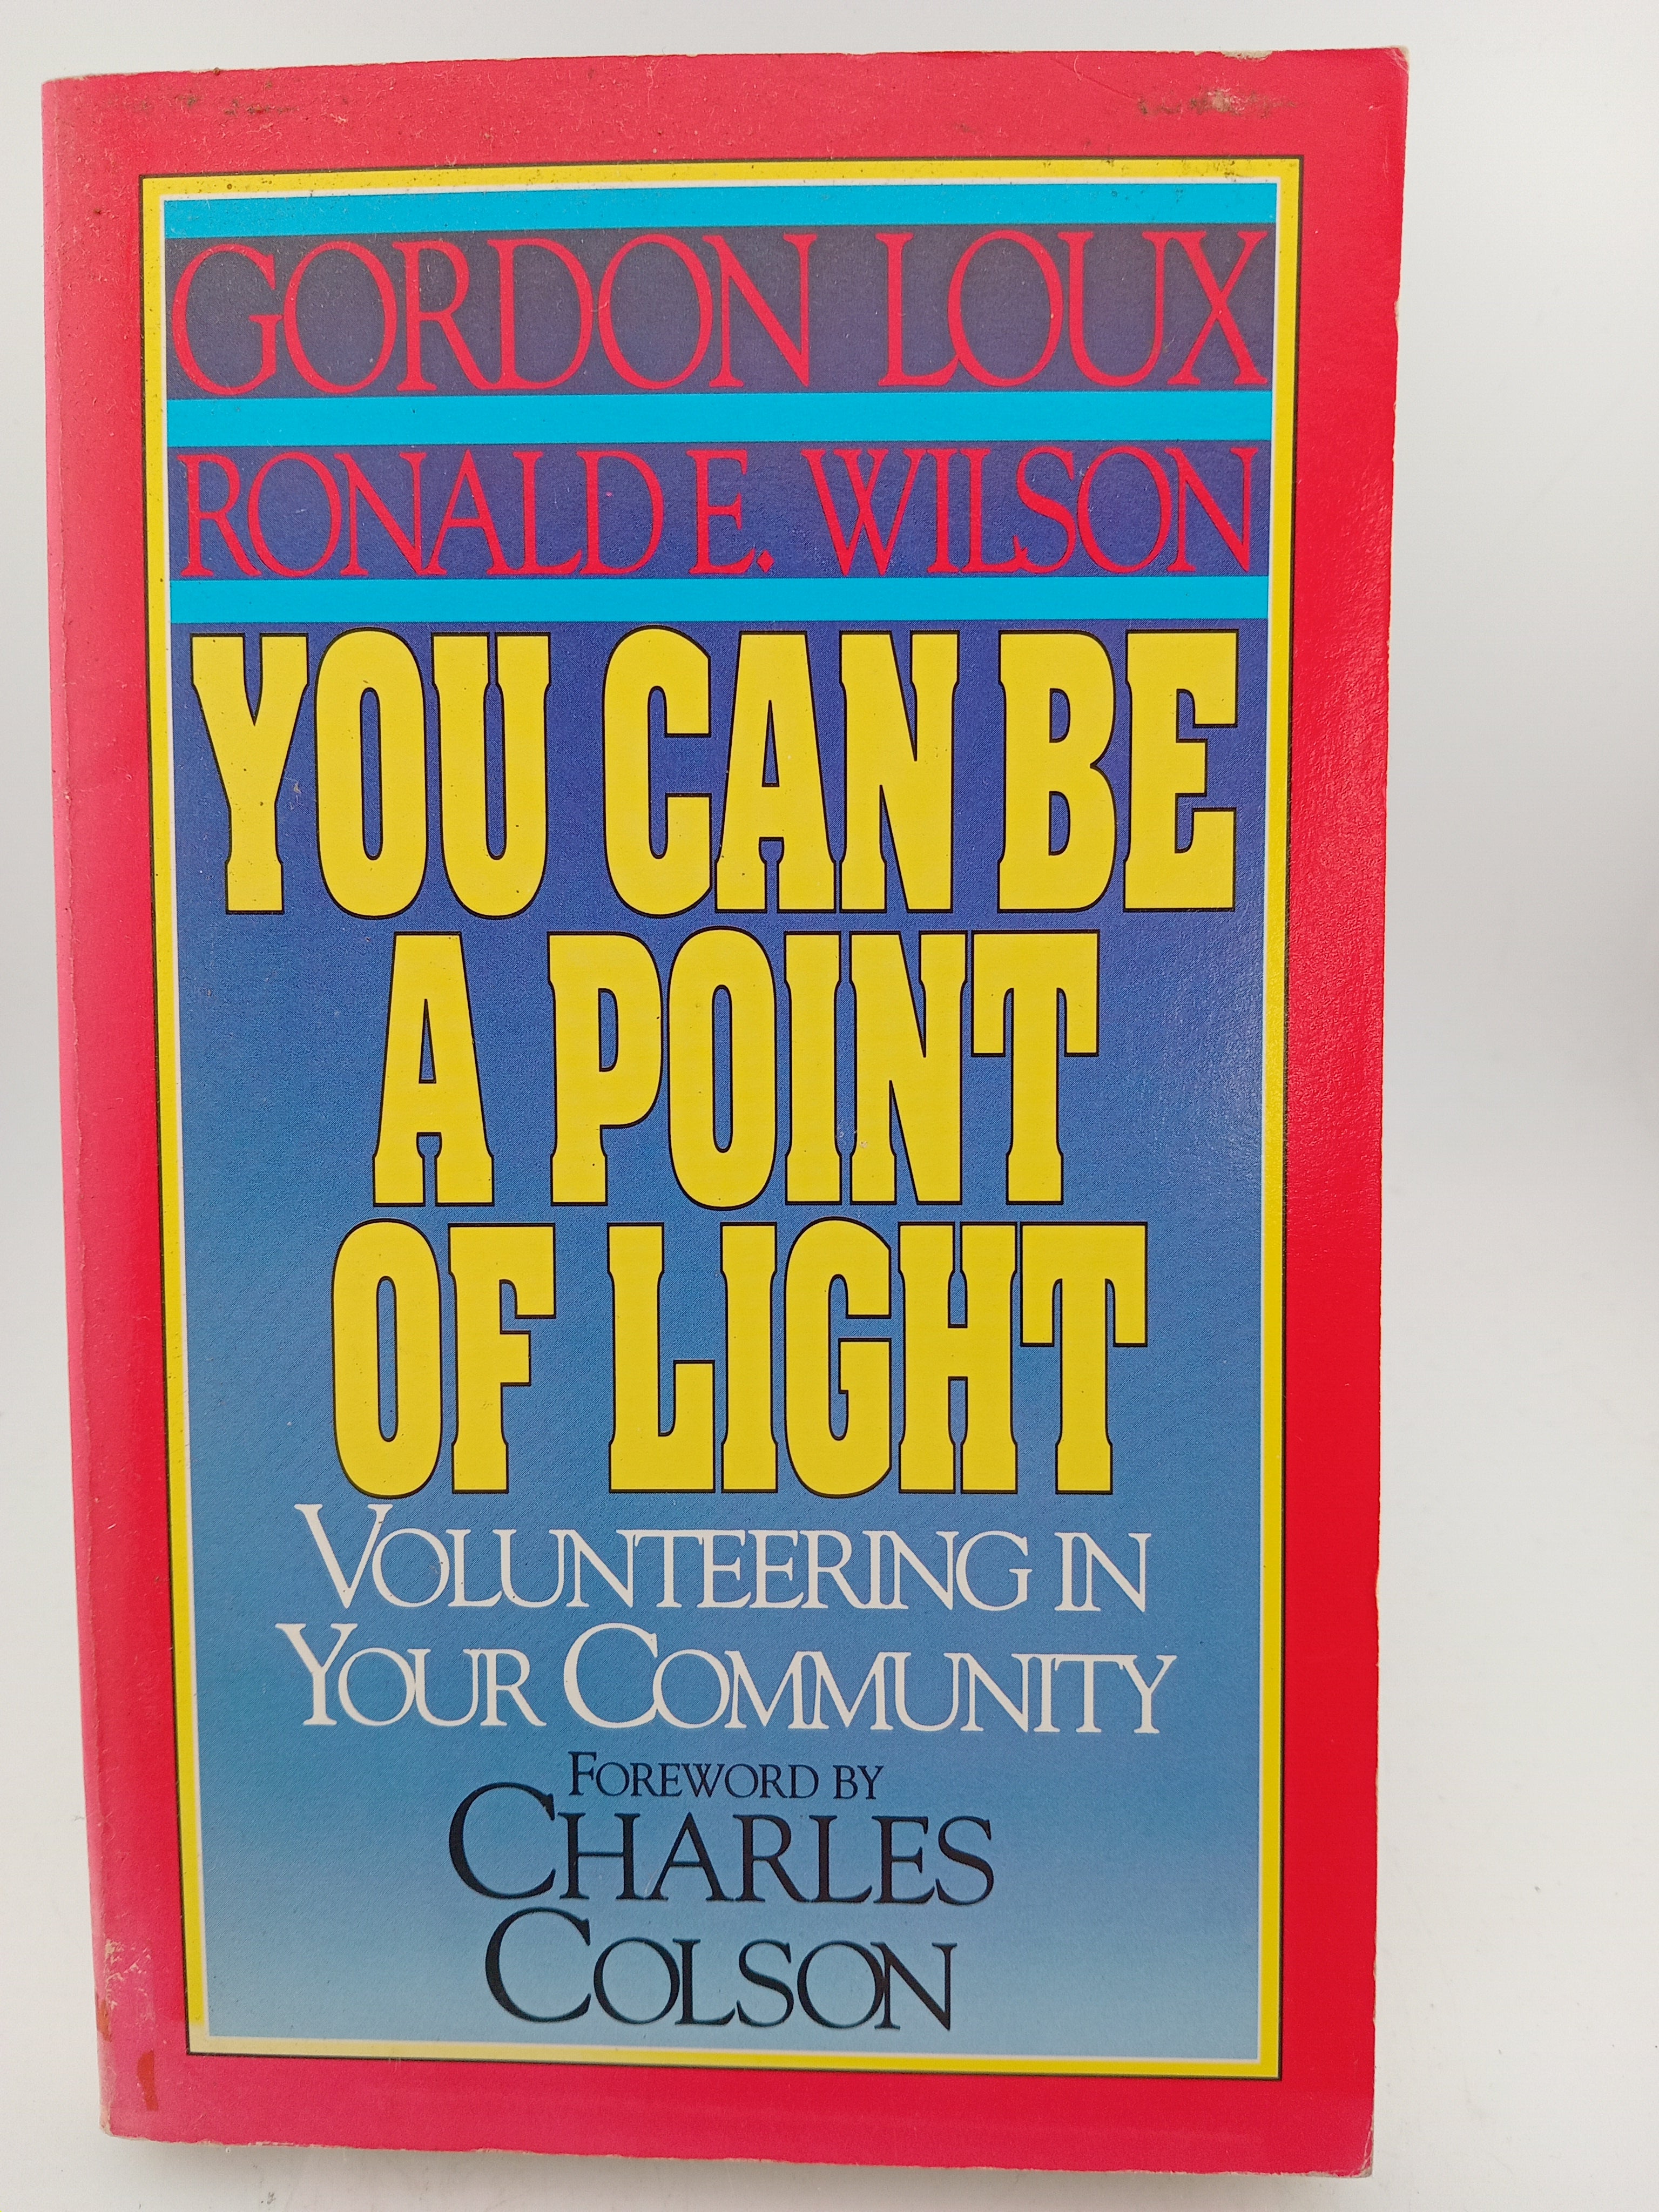 GORDON LOUX
RONALD E. WILSON
YOU CAN BE
A POINT
OF LIGHT
VOLUNTEERING IN
YOUR COMMUNITY
FOREWORD BY
CHARLES
COLSON